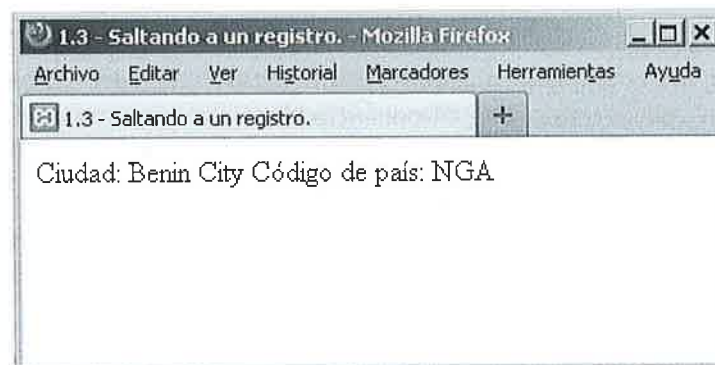 1.3 - Saltando a un registro. - Mozilla Firefox
Archivo Editar Ver Historial Marcadores Herramientas Ayuda
1.3 - Saltando a un registro.
Ciudad: Benin City Código de país: NGA